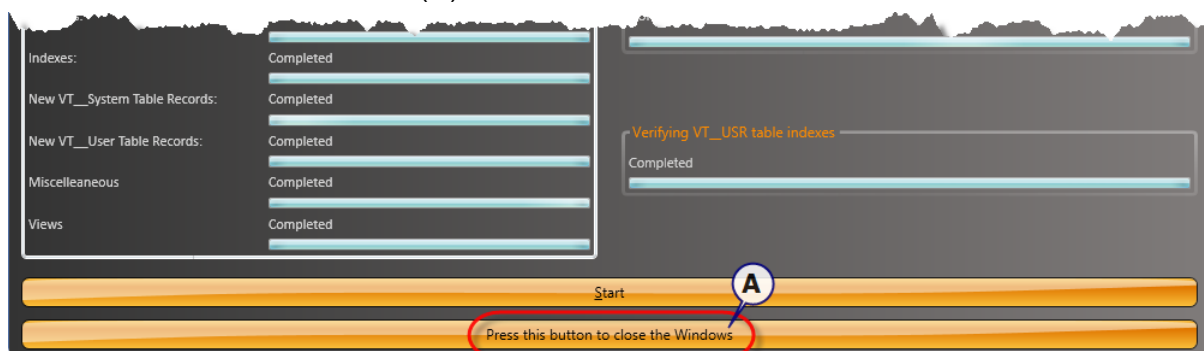 Indexes: Completed
New VT__System Table Records: Completed
New VT__User Table Records: Completed
Miscelleaneous Completed
Views Completed
Verifying VT__USR table indexes
Completed
Start
A
Press this button to close the Windows